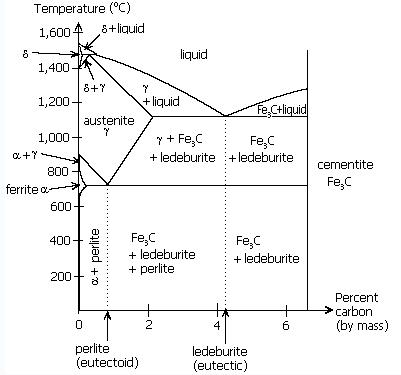 Temperature (°C)
δ+liquid
1,600
liquid
δ
1,400
δ+γ
γ
+liquid
1,200
Fe₃C+liquid
austenite
γ
1,000
γ + Fe₃C
+ ledeburite
Fe₃C
+ ledeburite
α+γ
800
cementite
Fe₃C
ferrite α
600
400
α+ perlite
Fe₃C
+ ledeburite
+ perlite
Fe₃C
+ ledeburite
200
0
2
4
6
Percent
carbon
(by mass)
perlite
(eutectoid)
ledeburite
(eutectic)